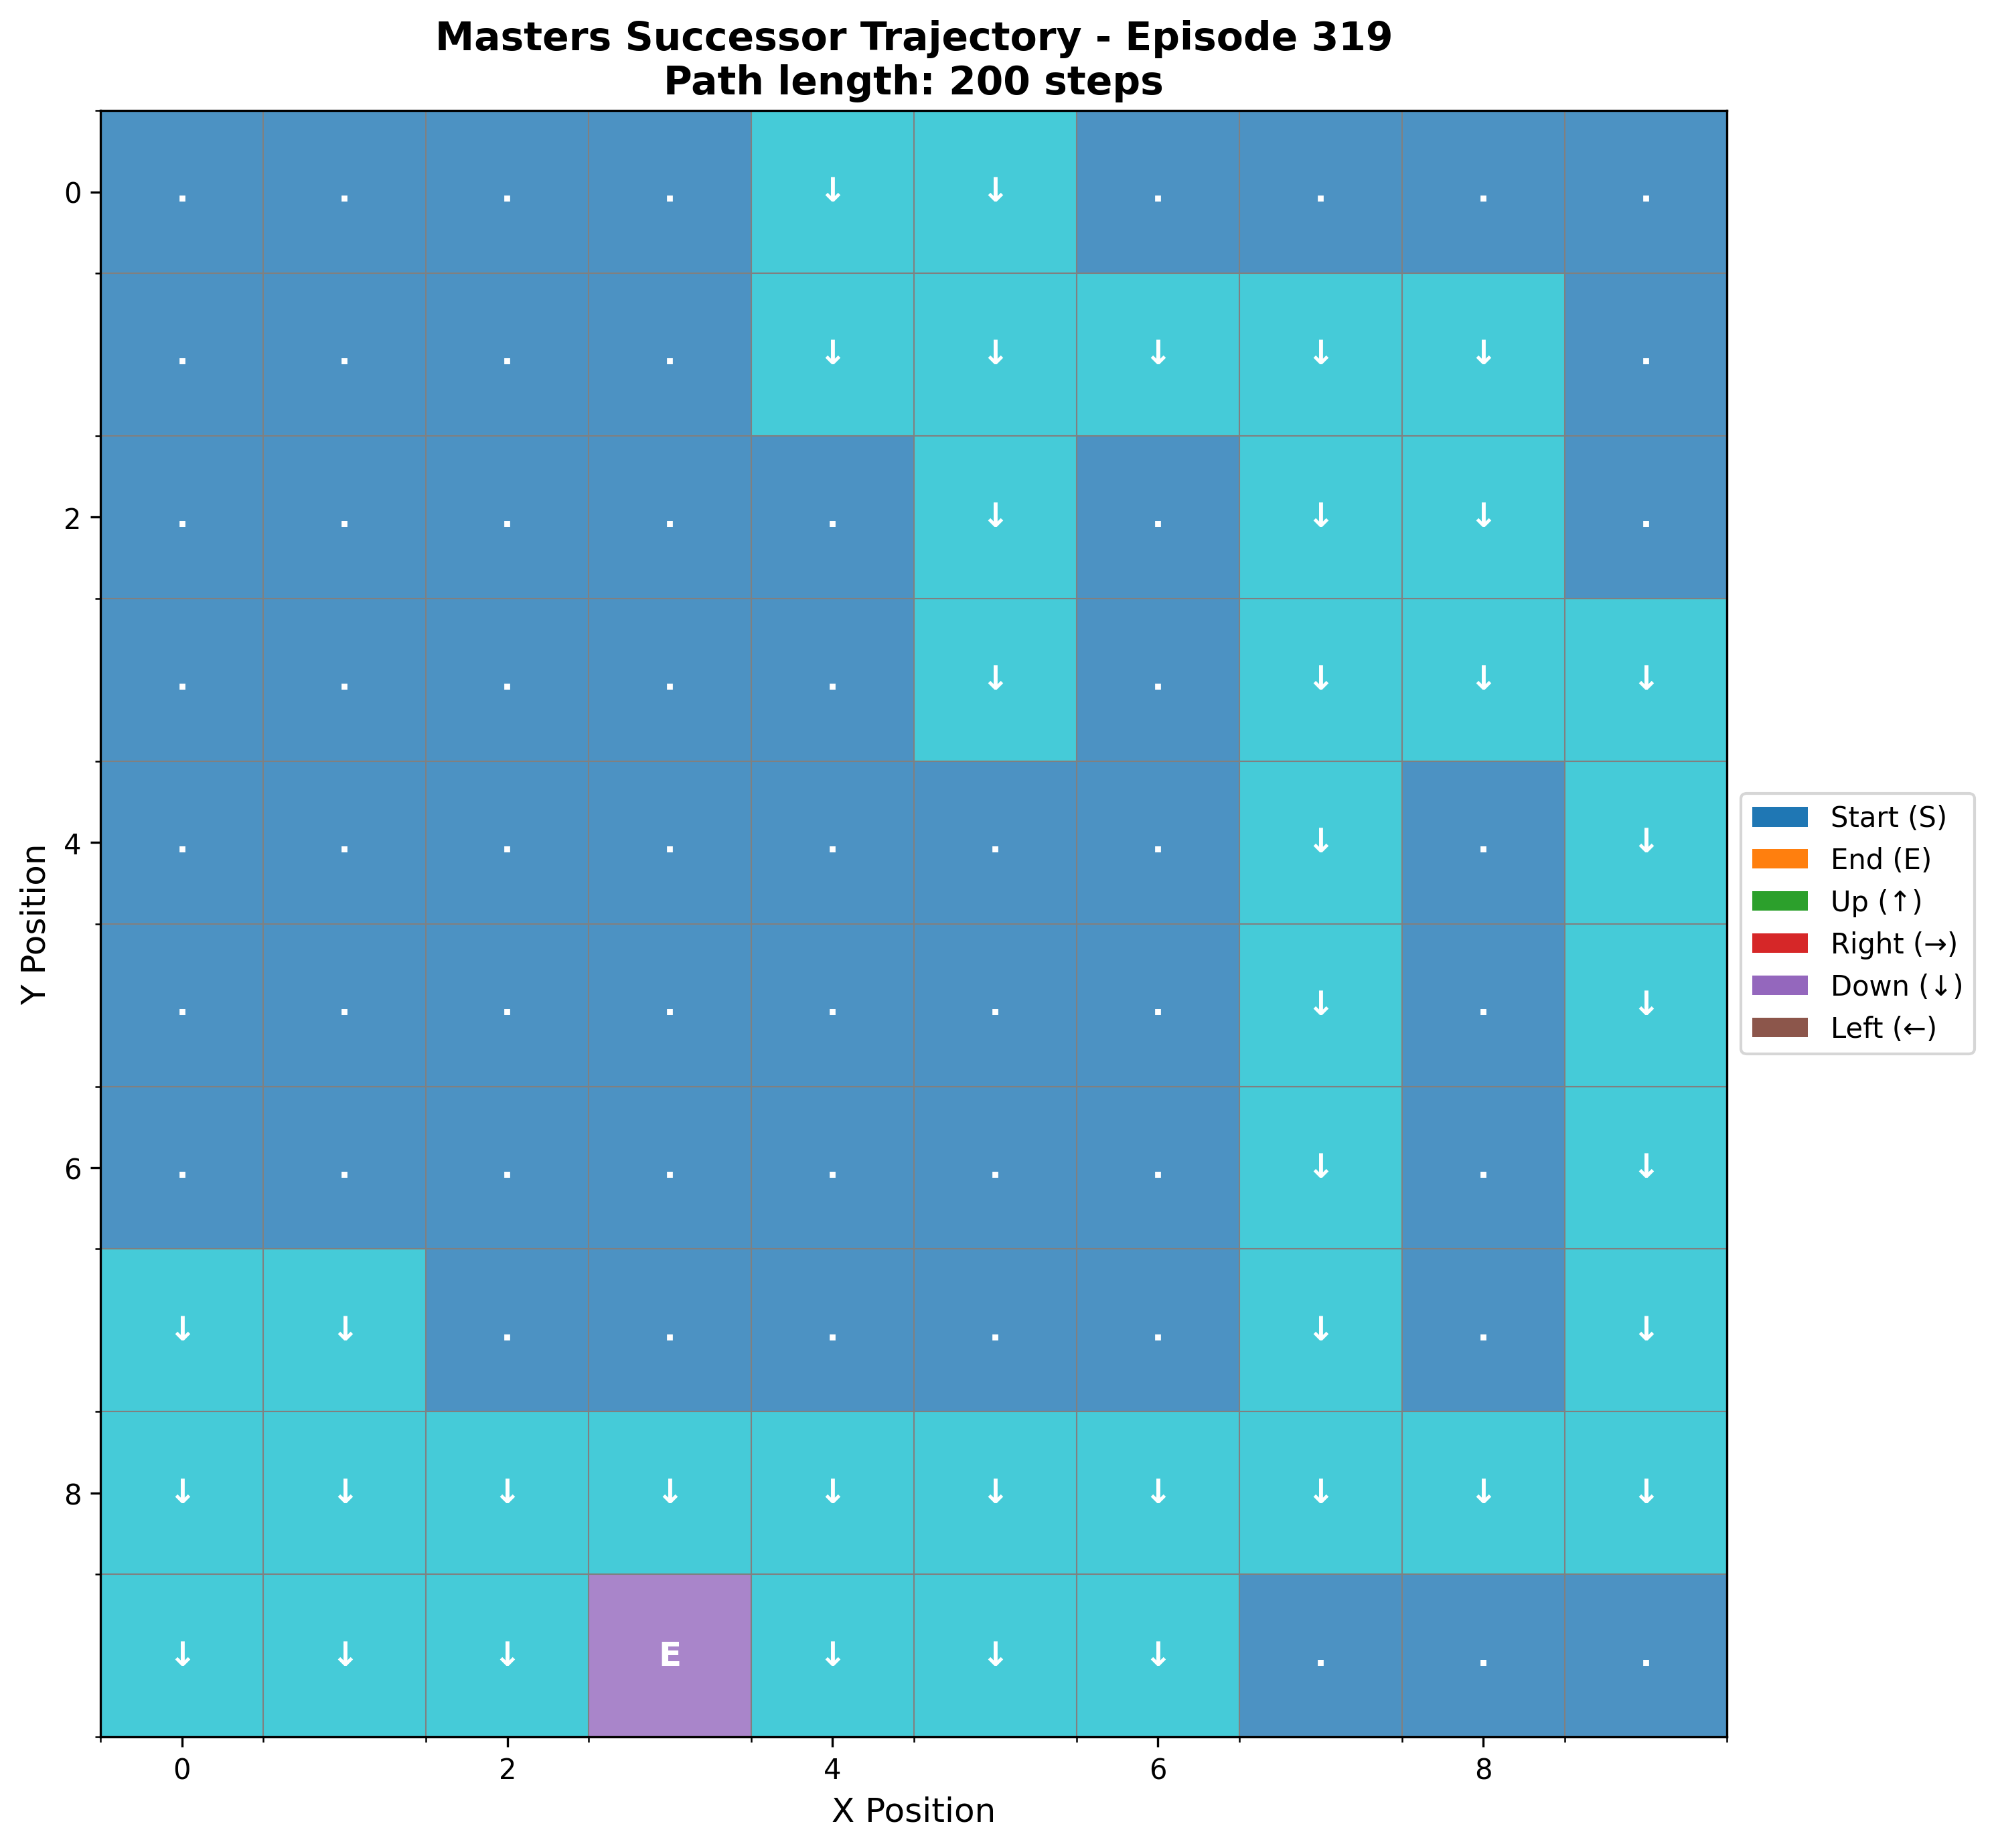 Masters Successor Trajectory - Episode 319
Path length: 200 steps
0 . . . . ↓ ↓ . . . .
. . . . ↓ ↓ ↓ ↓ ↓ .
2 . . . . . ↓ . ↓ ↓ .
. . . . . ↓ . ↓ ↓ ↓
4 . . . . . . . ↓ . ↓
. . . . . . . ↓ . ↓
6 . . . . . . . ↓ . ↓
↓ ↓ . . . . . ↓ . ↓
8 ↓ ↓ ↓ ↓ ↓ ↓ ↓ ↓ ↓ ↓
↓ ↓ ↓ E ↓ ↓ ↓ . . .
0 2 4 6 8
X Position
Y Position
Start (S)
End (E)
Up (↑)
Right (→)
Down (↓)
Left (←)